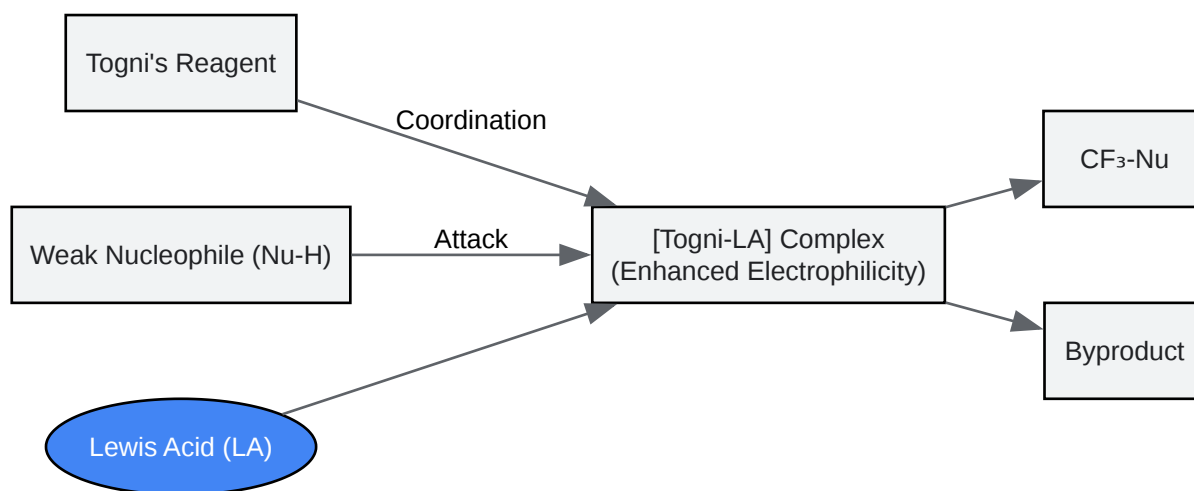 Togni's Reagent
Coordination
CF₃-Nu
Weak Nucleophile (Nu-H)
Attack
[Togni-LA] Complex
(Enhanced Electrophilicity)
Byproduct
Lewis Acid (LA)